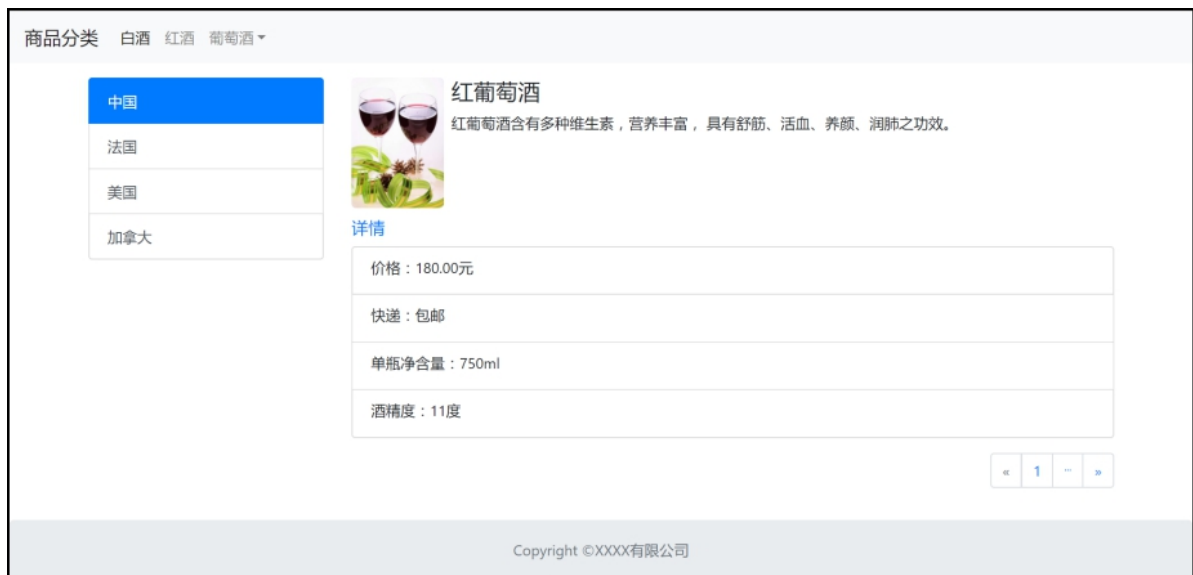 商品分类 白酒 红酒 葡萄酒
中国
法国
美国
加拿大
红葡萄酒
红葡萄酒含有多种维生素，营养丰富，具有舒筋、活血、养颜、润肺之功效。
详情
价格：180.00元
快递：包邮
单瓶净含量：750ml
酒精度：11度
« 1 ... »
Copyright ©XXXX有限公司